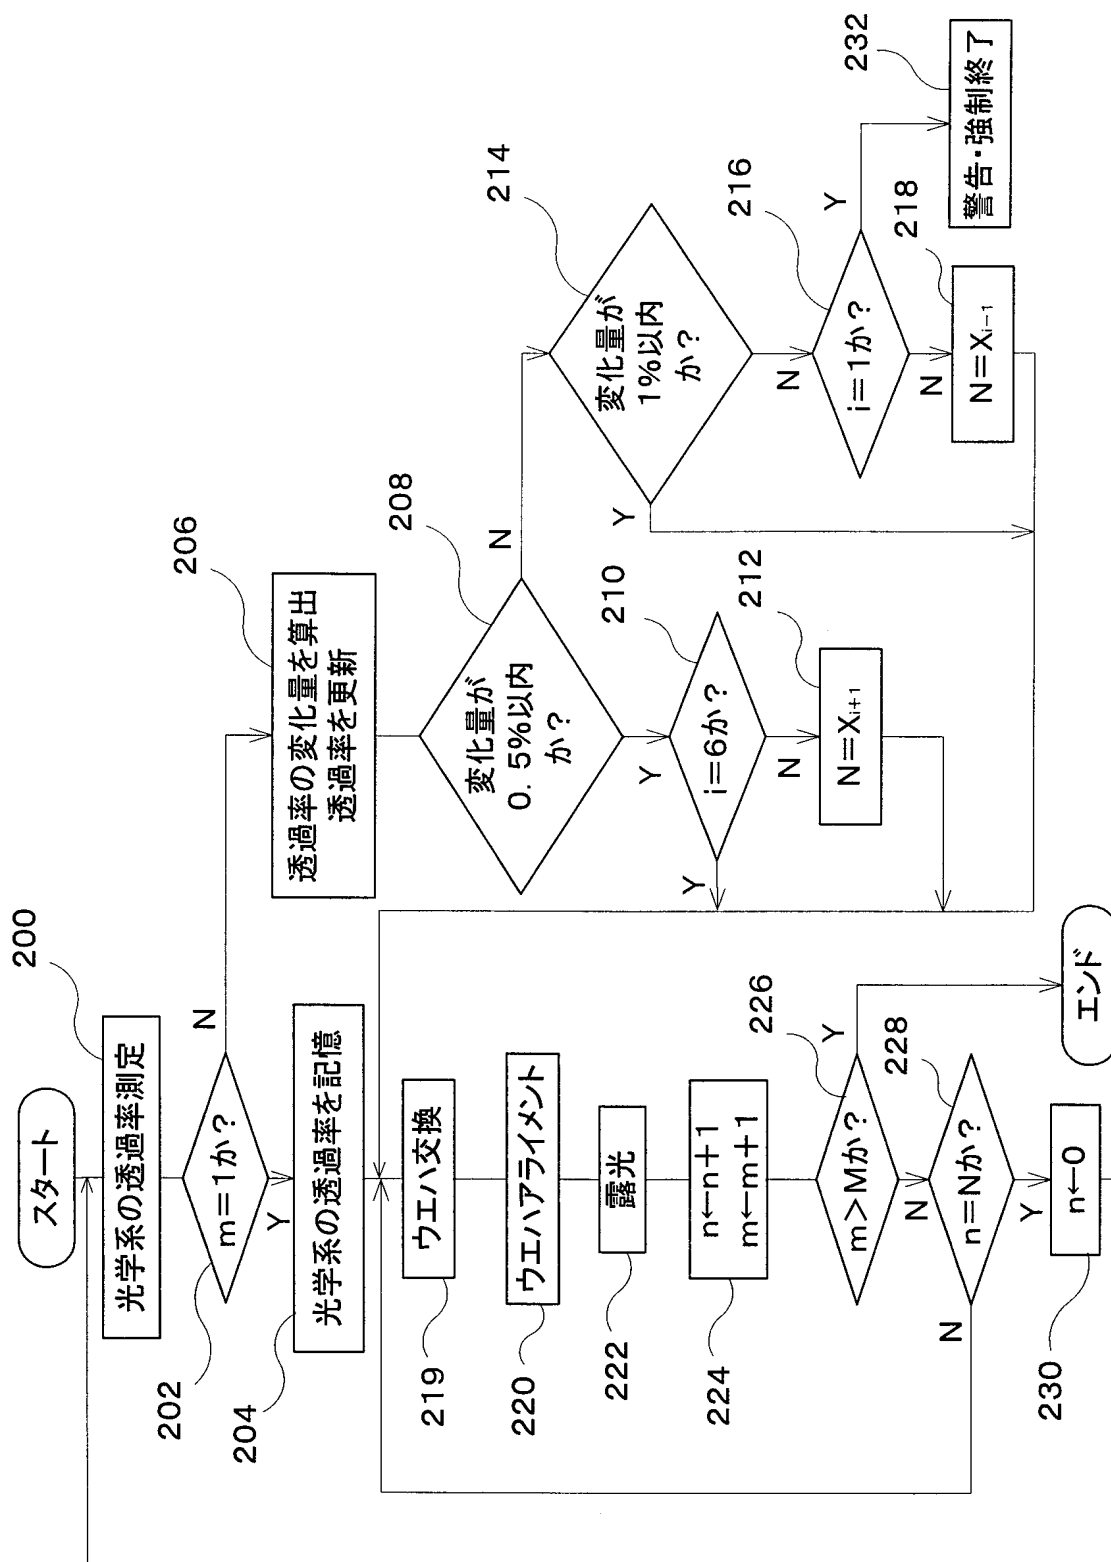 スタート
200
光学系の透過率測定
202
m=1か?
N
Y
204
光学系の透過率を記憶
206
透過率の変化量を算出
透過率を更新
208
変化量が
0.5%以内
か?
N
Y
210
i=6か?
Y
N
212
N=Xi+1
214
変化量が
1%以内
か?
Y
N
216
i=1か?
Y
N
218
N=Xi-1
232
警告・強制終了
219
ウエハ交換
220
ウエハアライメント
222
露光
224
n←n+1
m←m+1
226
m>Mか?
Y
N
228
n=Nか?
N
Y
230
n←0
エンド